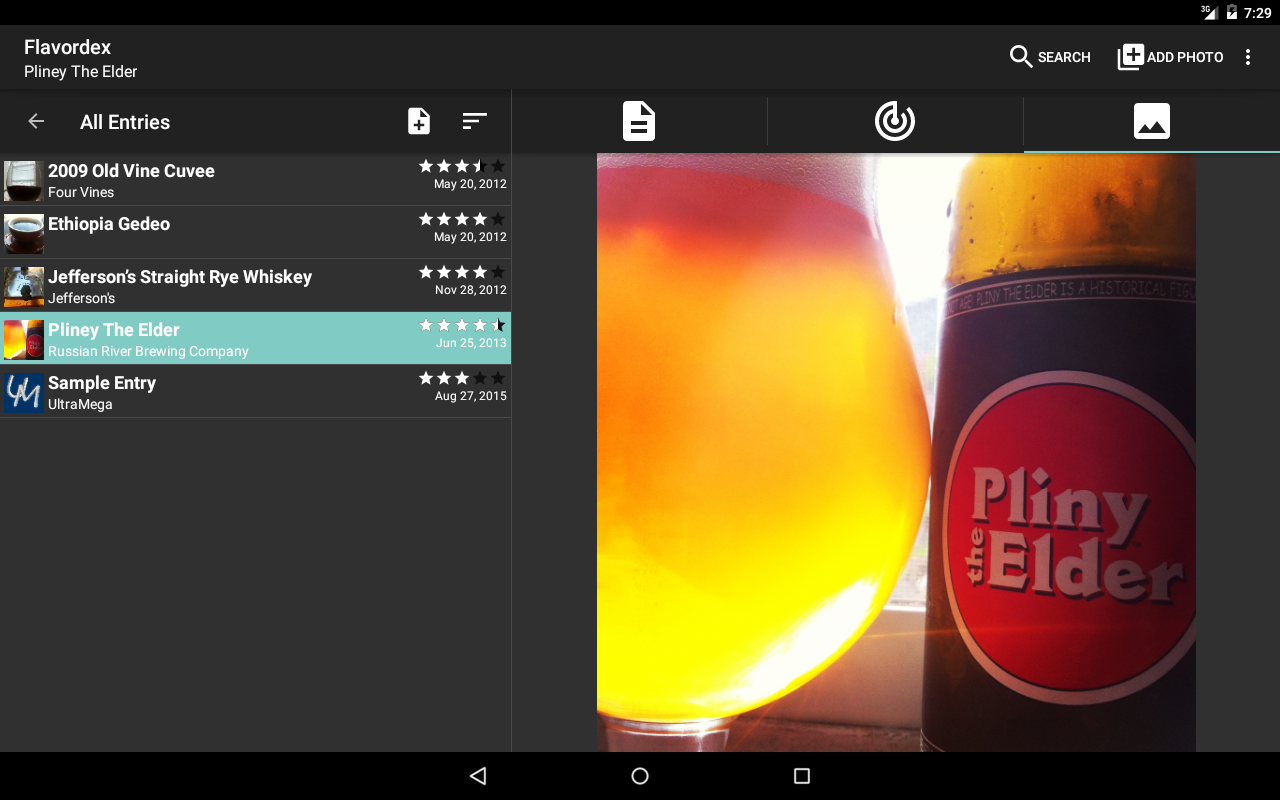 3G 7:29
Flavordex
Pliney The Elder
SEARCH
ADD PHOTO
All Entries
2009 Old Vine Cuvee
May 20, 2012
Four Vines
Ethiopia Gedeo
May 20, 2012
Jefferson's Straight Rye Whiskey
Nov 28, 2012
Jefferson's
Pliney The Elder
Jun 25, 2013
Russian River Brewing Company
Sample Entry
Aug 27, 2015
UltraMega
AGE! PLINY THE ELDER IS A HISTORICAL
Pliny
the Elder